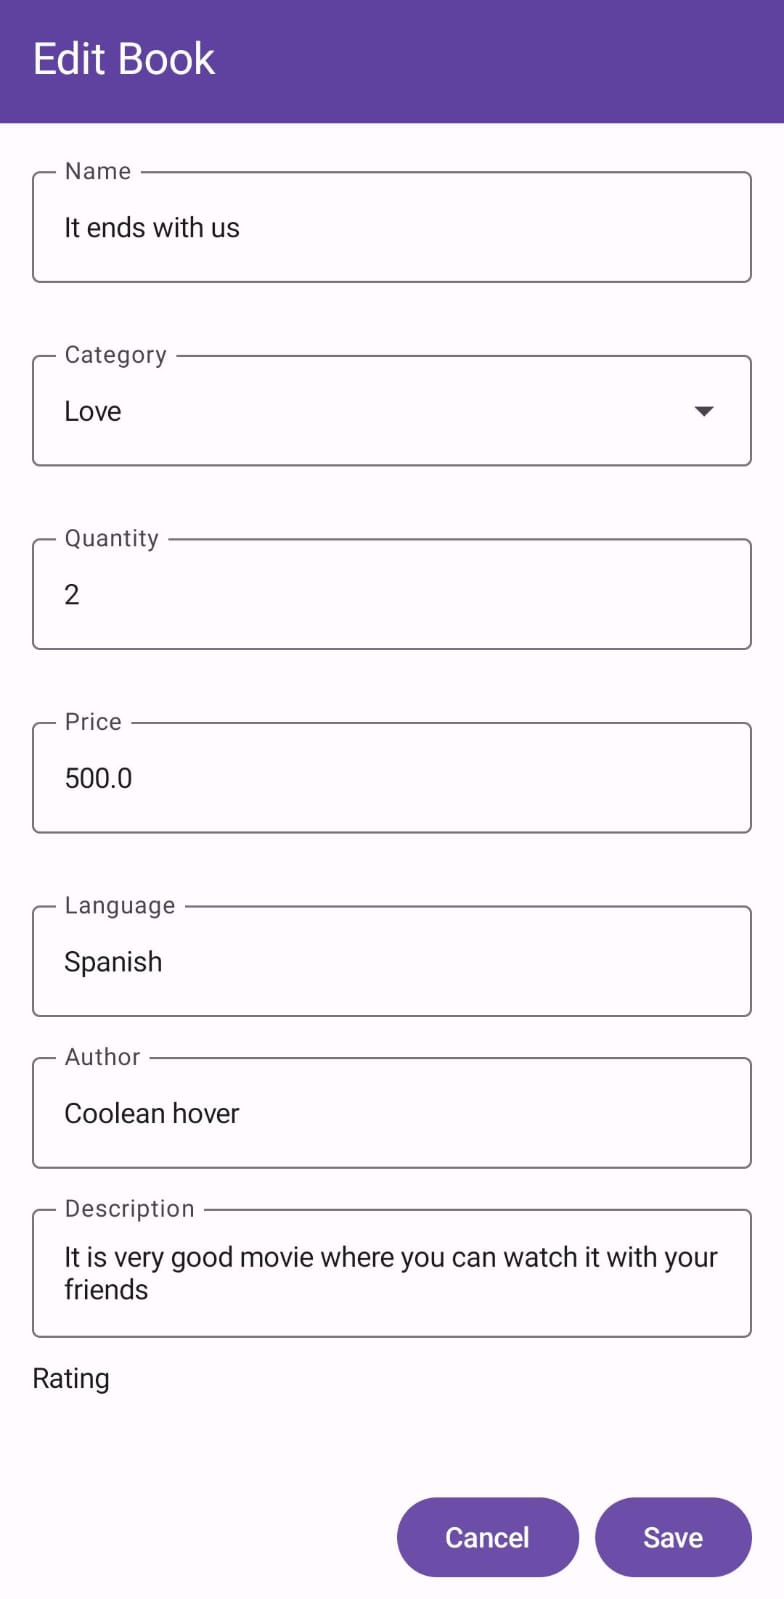 Edit Book
Name
It ends with us
Category
Love
Quantity
2
Price
500.0
Language
Spanish
Author
Coolean hover
Description
It is very good movie where you can watch it with your
friends
Rating
Cancel
Save